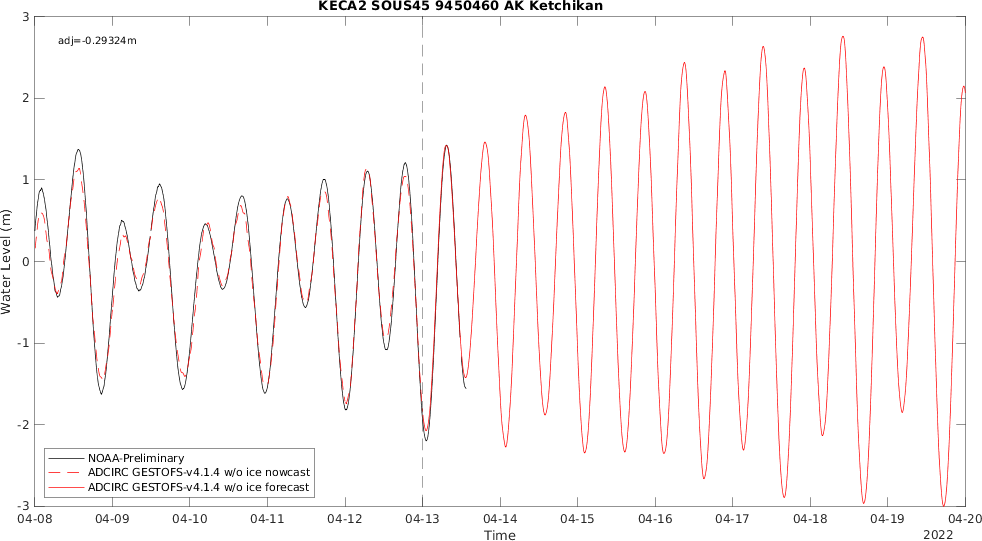 KECA2 SOUS45 9450460 AK Ketchikan
adj=-0.29324m
3
2
1
0
-1
-2
-3
Water Level (m)
NOAA-Preliminary
ADCIRC GESTOFS-v4.1.4 w/o ice nowcast
ADCIRC GESTOFS-v4.1.4 w/o ice forecast
04-08 04-09 04-10 04-11 04-12 04-13 04-14 04-15 04-16 04-17 04-18 04-19 04-20
Time
2022